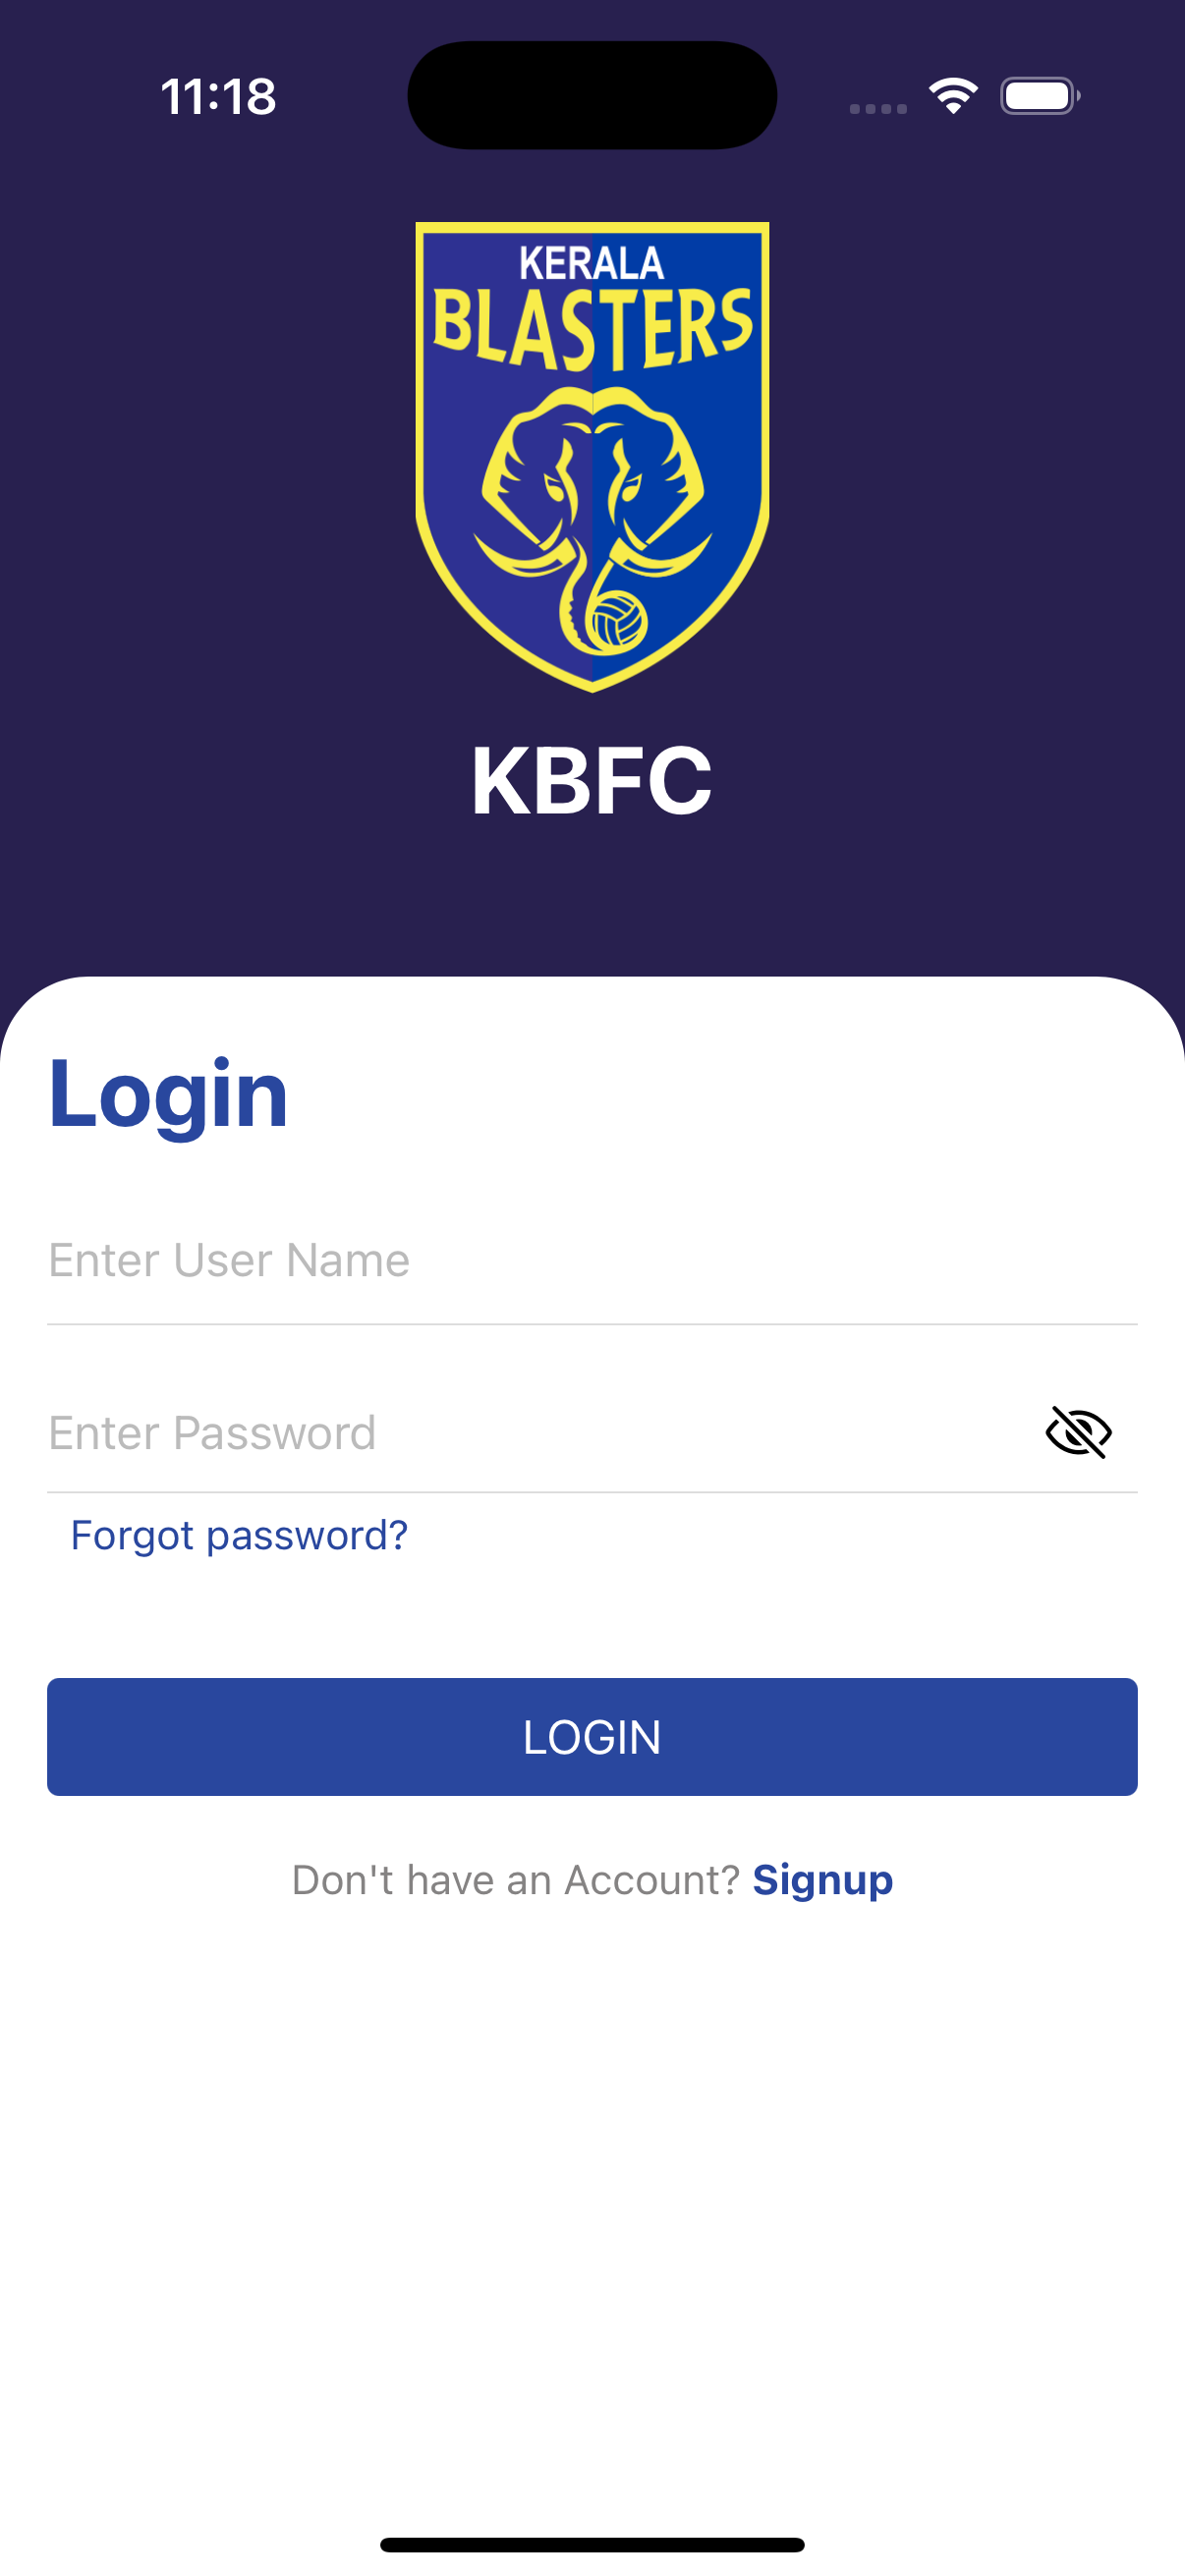 11:18
KERALA
BLASTERS
KBFC
Login
Enter User Name
Enter Password
Forgot password?
LOGIN
Don't have an Account? Signup